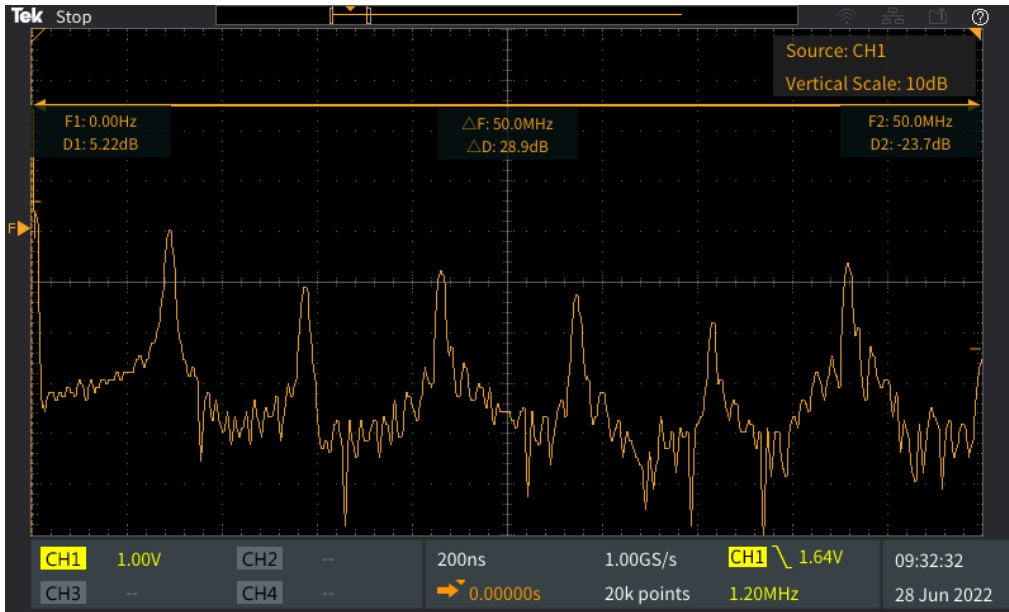 Tek Stop
Source: CH1
Vertical Scale: 10dB
F1: 0.00Hz
D1: 5.22dB
△F: 50.0MHz
△D: 28.9dB
F2: 50.0MHz
D2: -23.7dB
F
CH1 1.00V CH2 -- 200ns 1.00GS/s CH1 1.64V 09:32:32
CH3 -- CH4 -- 0.00000s 20k points 1.20MHz 28 Jun 2022